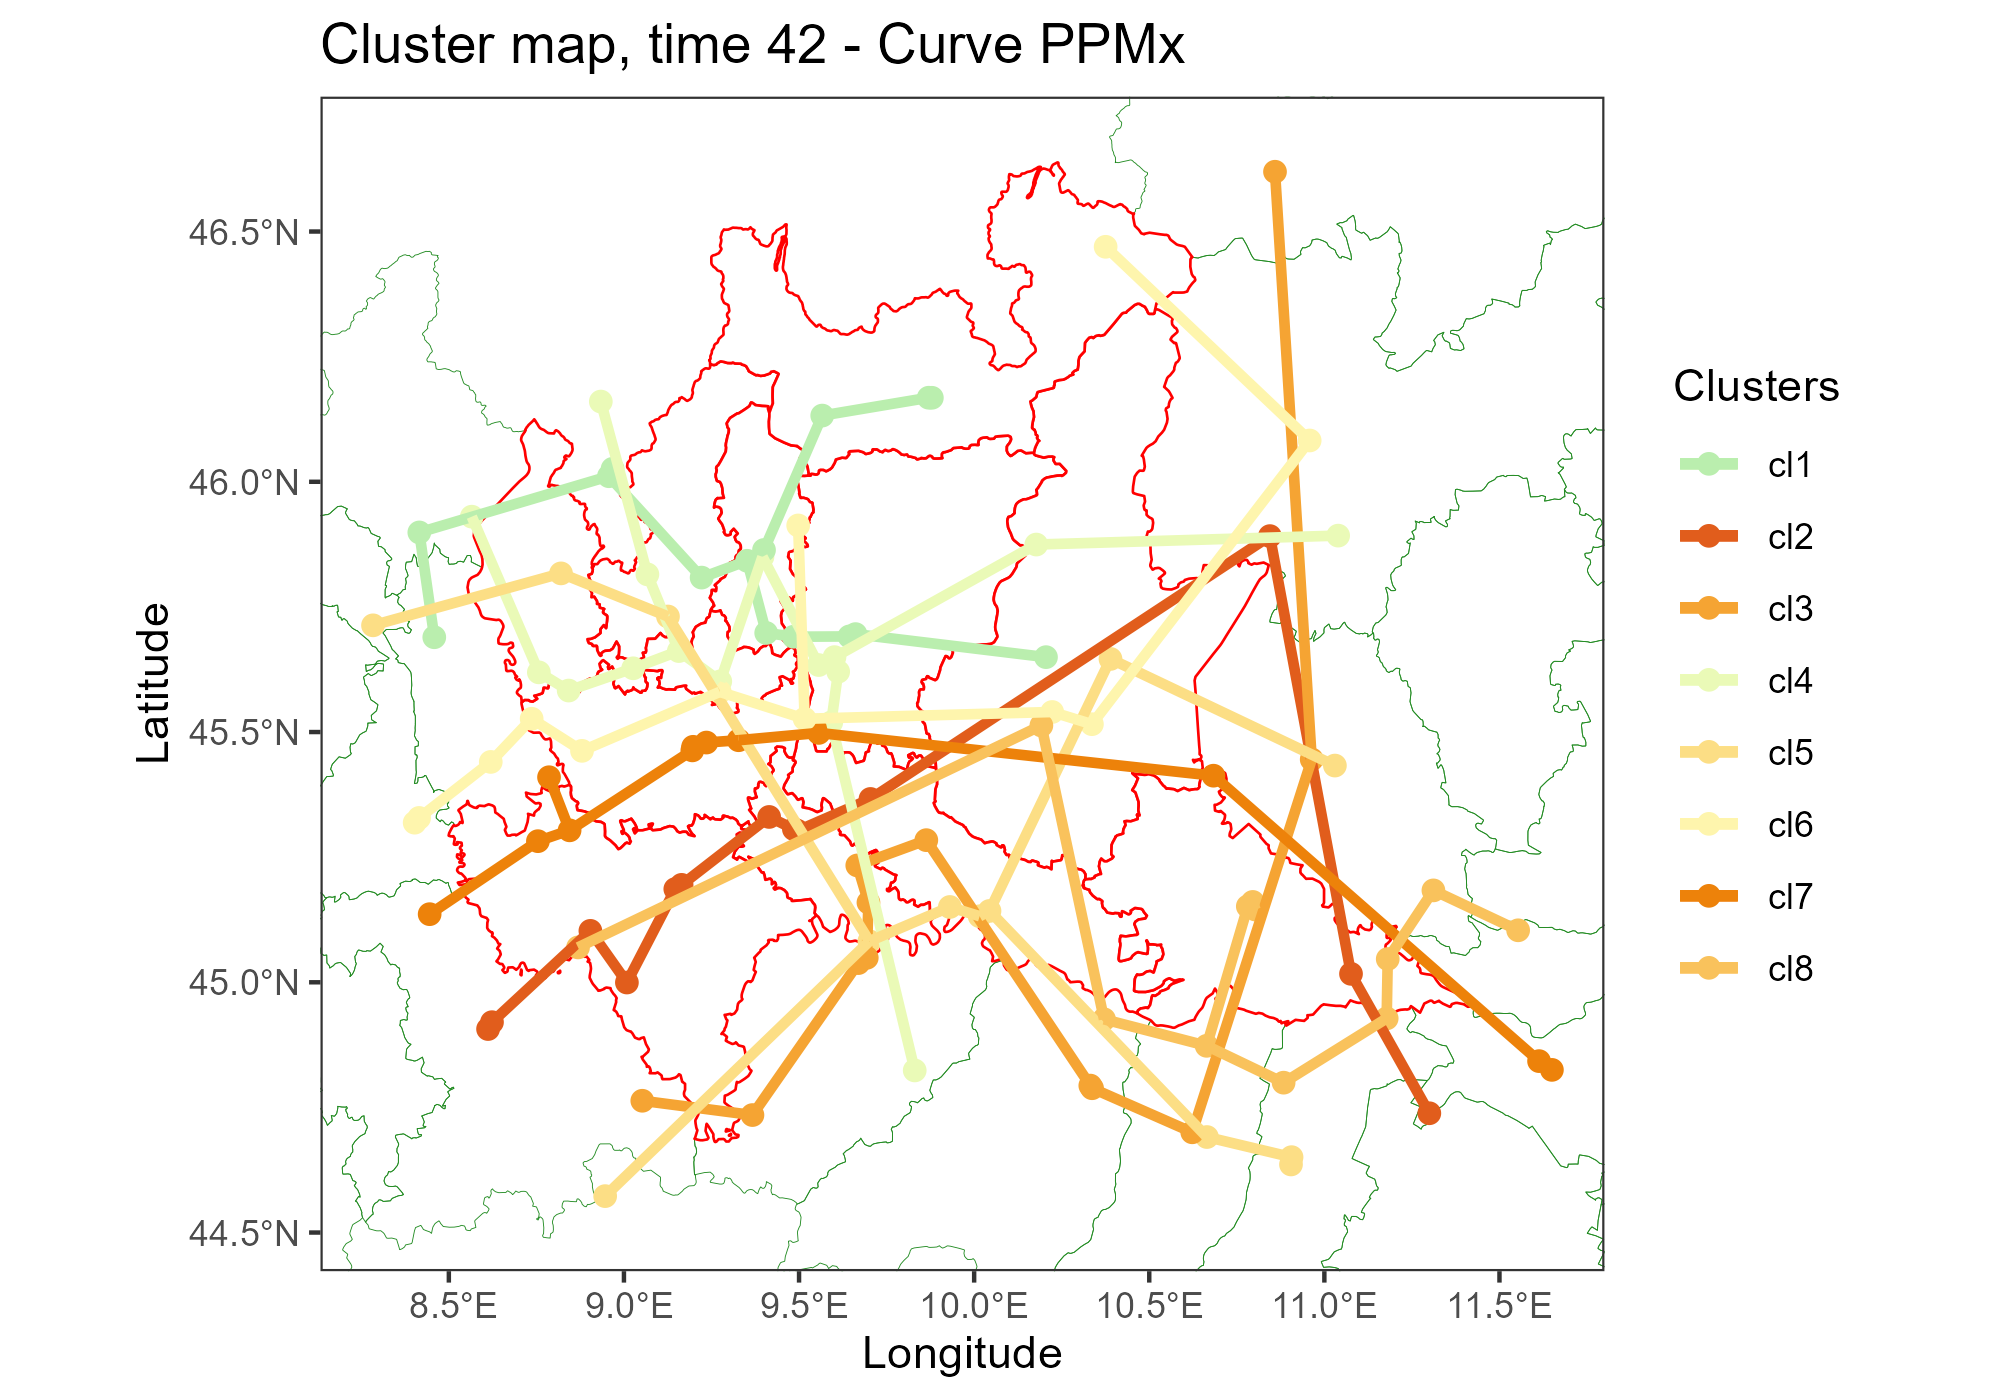 Cluster map, time 42 - Curve PPMx
46.5°N
46.0°N
45.5°N
45.0°N
44.5°N
Latitude
8.5°E
9.0°E
9.5°E
10.0°E
10.5°E
11.0°E
11.5°E
Longitude
Clusters
cl1
cl2
cl3
cl4
cl5
cl6
cl7
cl8